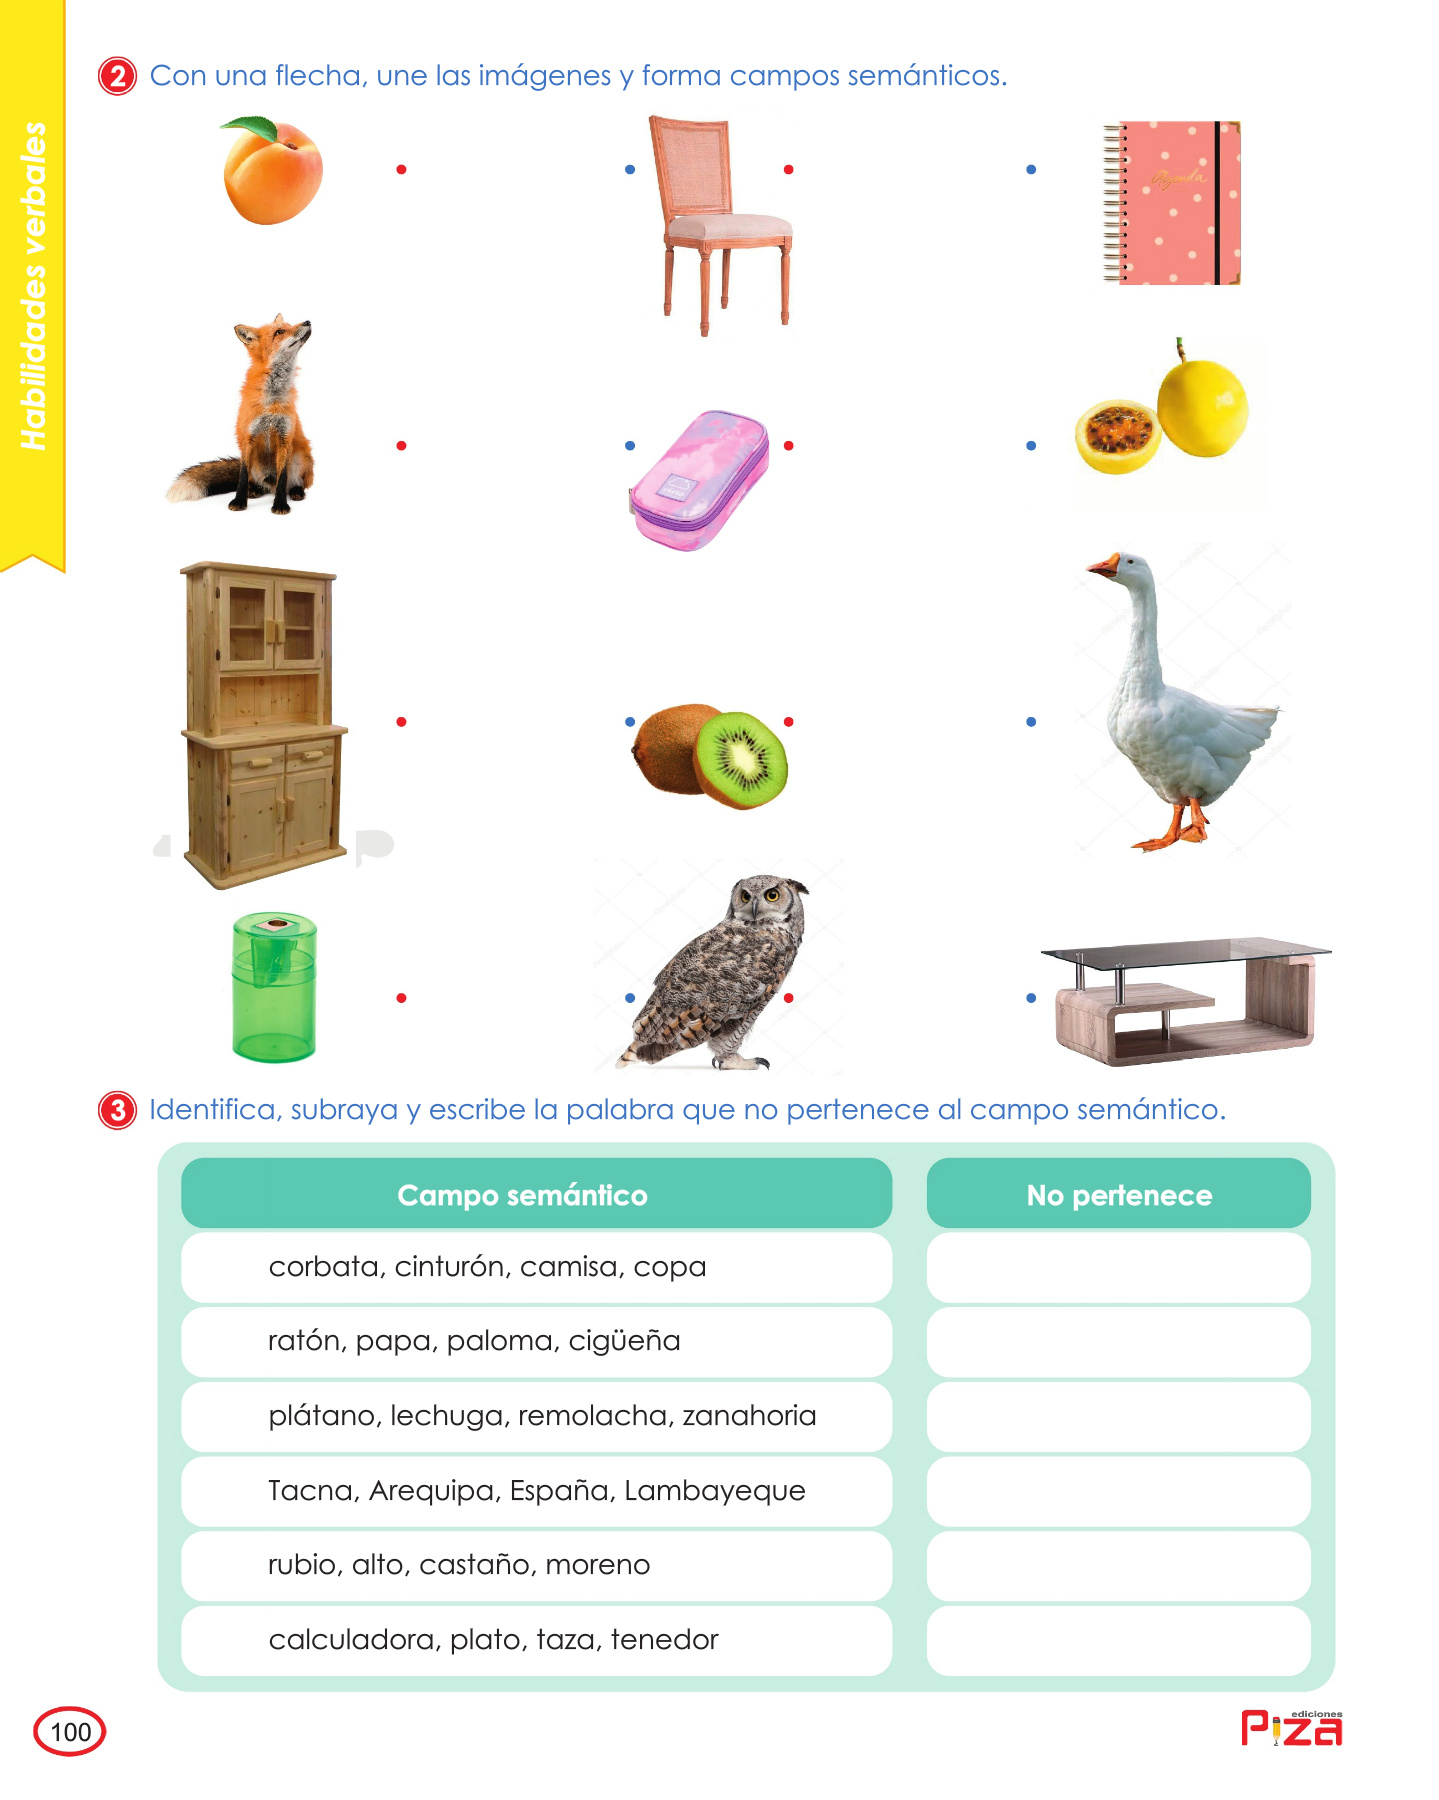 Habilidades verbales
2 Con una flecha, une las imágenes y forma campos semánticos.
Agenda
3 Identifica, subraya y escribe la palabra que no pertenece al campo semántico.
Campo semántico
No pertenece
corbata, cinturón, camisa, copa
ratón, papa, paloma, cigüeña
plátano, lechuga, remolacha, zanahoria
Tacna, Arequipa, España, Lambayeque
rubio, alto, castaño, moreno
calculadora, plato, taza, tenedor
100
ediciones
Piza